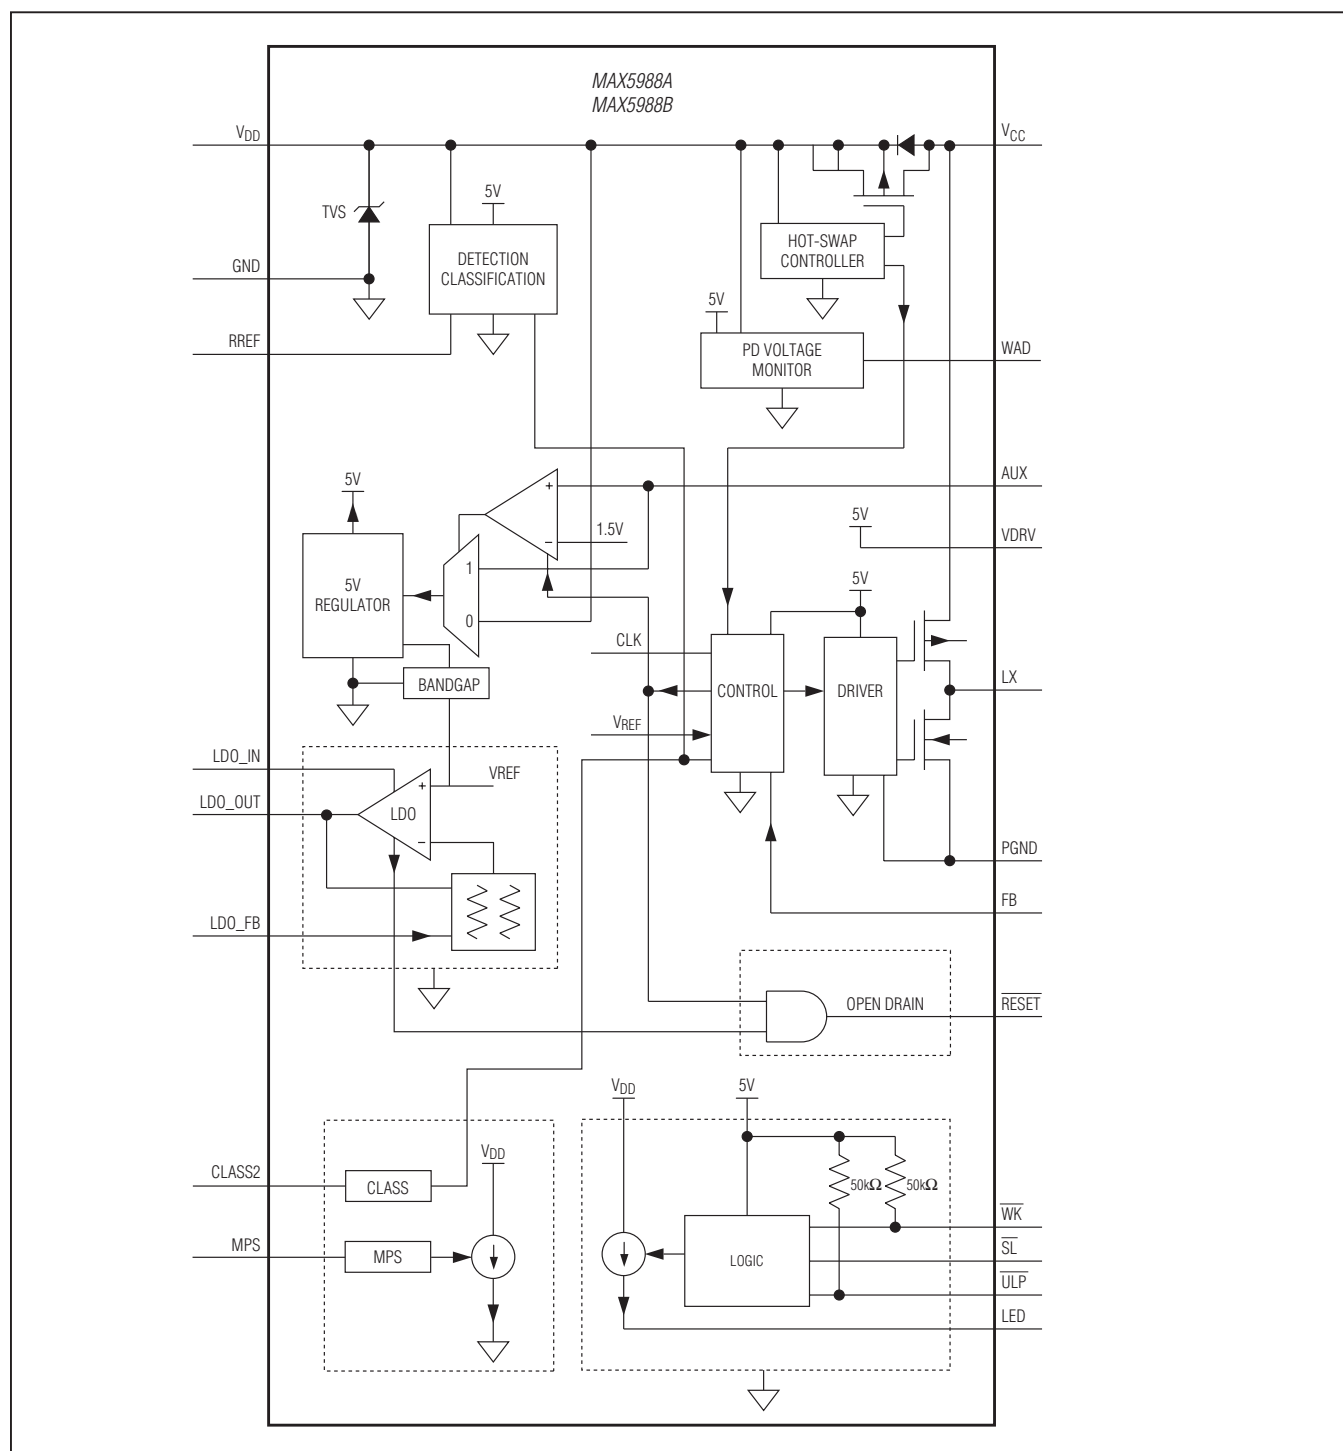 MAX5988A
MAX5988B
VDD
VCC
5V
TVS
DETECTION
CLASSIFICATION
HOT-SWAP
CONTROLLER
GND
5V
RREF
PD VOLTAGE
MONITOR
WAD
5V
+
AUX
1.5V
−
5V
VDRV
1
5V
REGULATOR
0
5V
CLK
BANDGAP
CONTROL
DRIVER
LX
VREF
LDO_IN
+
VREF
LDO_OUT
LDO
−
PGND
FB
LDO_FB
OPEN DRAIN
RESET
VDD
5V
VDD
CLASS2
CLASS
50kΩ
50kΩ
WK
MPS
MPS
LOGIC
SL
ULP
LED